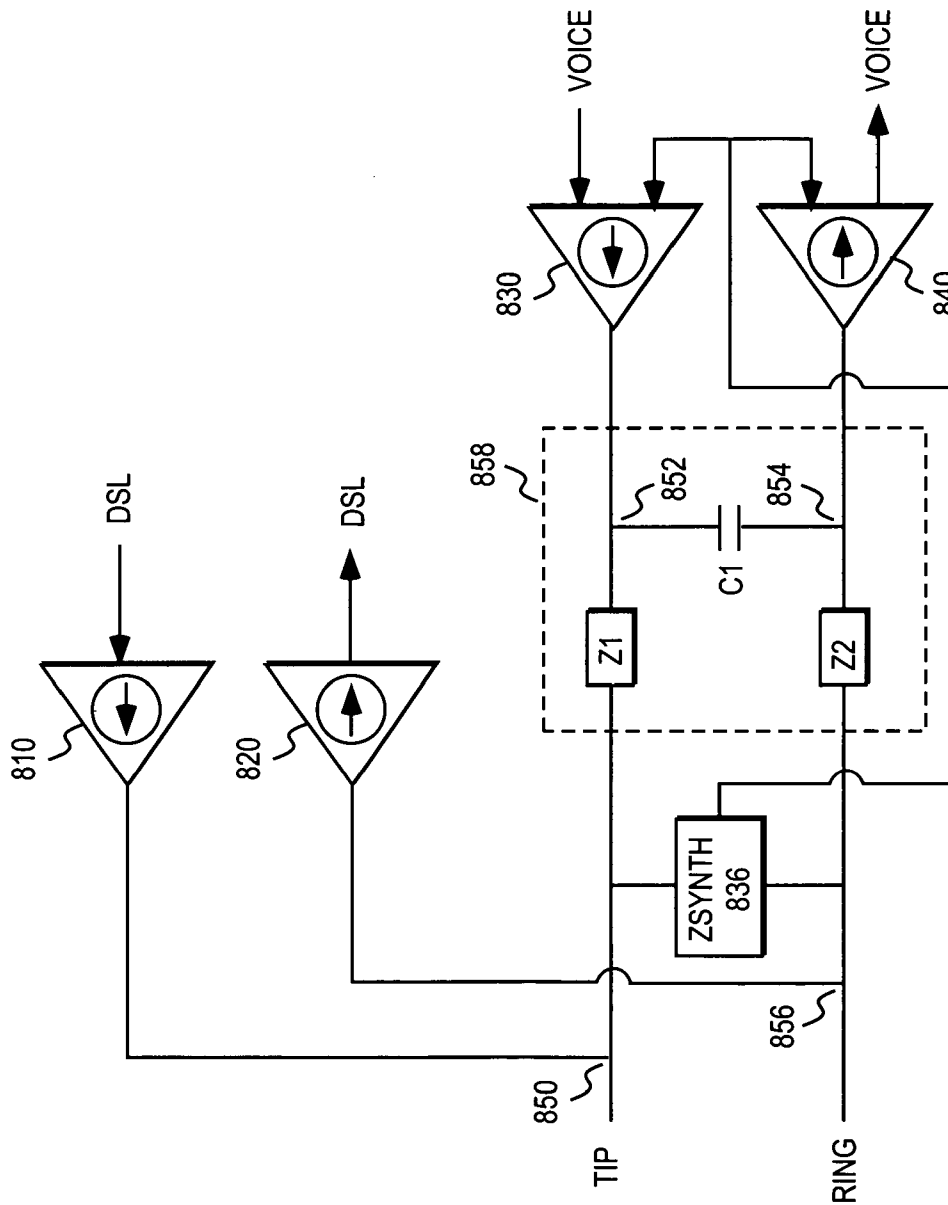 DSL
810
DSL
820
VOICE
830
858
852
Z1
C1
854
Z2
ZSYNTH
836
850
TIP
856
RING
VOICE
840